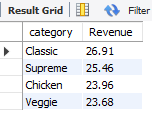 Result Grid Filter
category Revenue
Classic 26.91
Supreme 25.46
Chicken 23.96
Veggie 23.68